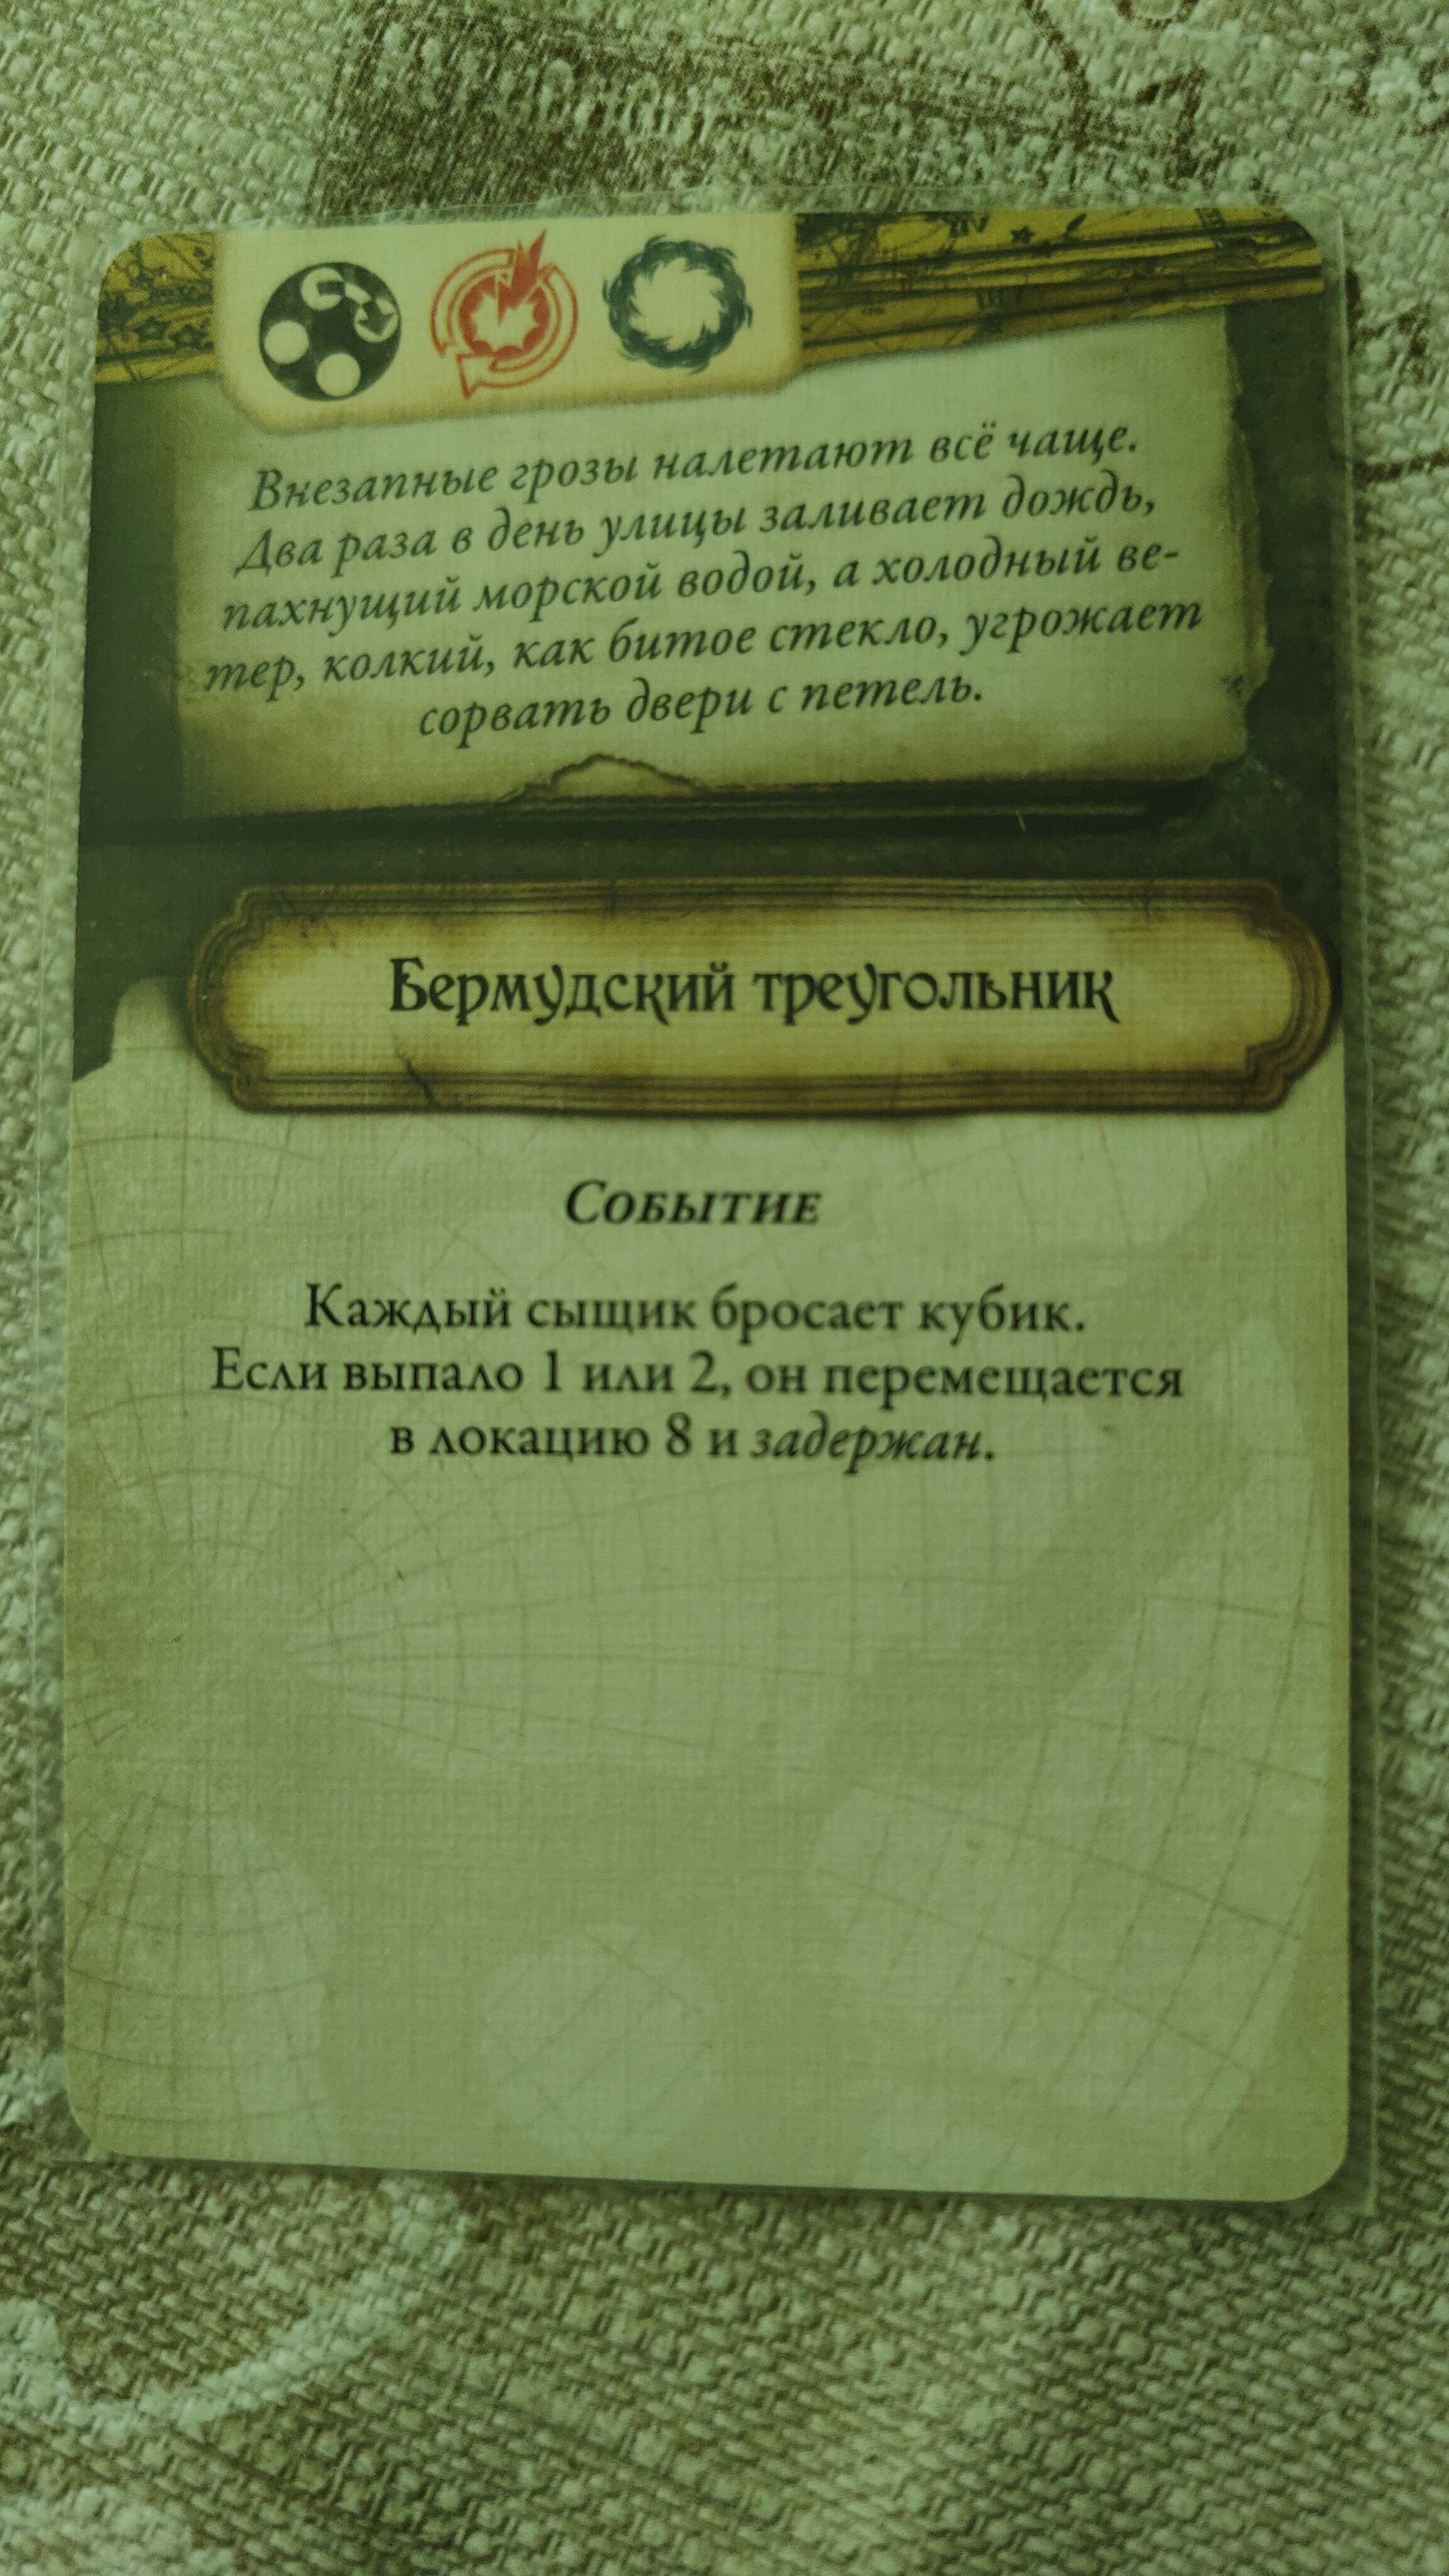 Внезапные грозы налетают всё чаще.
Два раза в день улицы заливает дождь,
пахнущий морской водой, а холодный ве-
тер, колкий, как битое стекло, угрожает
сорвать двери с петель.
Бермудский треугольник
Событие
Каждый сыщик бросает кубик.
Если выпало 1 или 2, он перемещается
в локацию 8 и задержан.